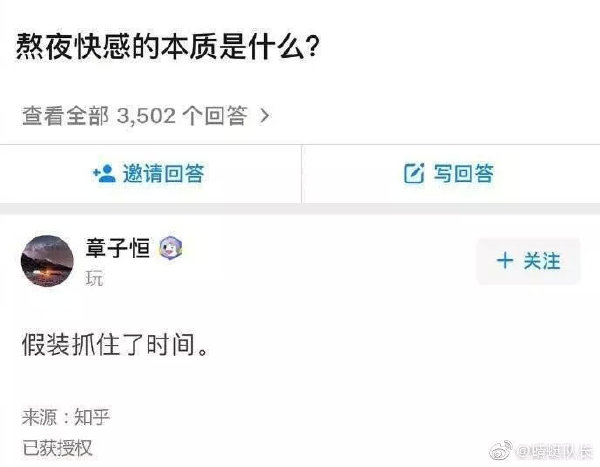 熬夜快感的本质是什么?
查看全部 3,502 个回答 >
邀请回答
写回答
章子恒
玩
+ 关注
假装抓住了时间。
来源：知乎
已获授权
@蜻蜓队长